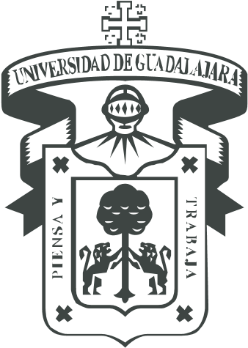 UNIVERSIDAD DE GUADALAJARA
PIENSA Y
TRABAJA